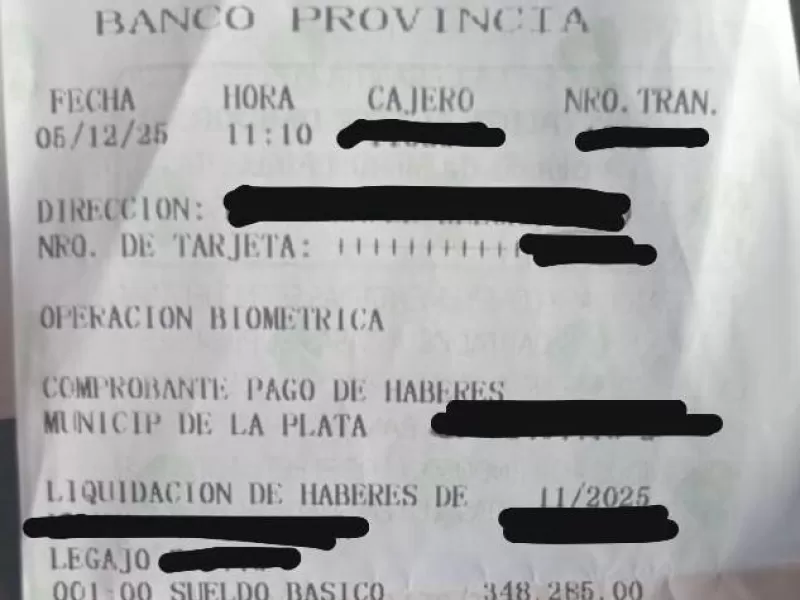 BANCO PROVINCIA
FECHA HORA CAJERO NRO. TRAN.
05/12/25 11:10
DIRECCION:
NRO. DE TARJETA:
OPERACION BIOMETRICA
COMPROBANTE PAGO DE HABERES
MUNICIP DE LA PLATA
LIQUIDACION DE HABERES DE 11/2025
LEGAJO
001:00 SUELDO BASICO 348.285,00